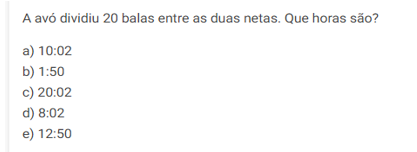 A avó dividiu 20 balas entre as duas netas. Que horas são?
a) 10:02
b) 1:50
c) 20:02
d) 8:02
e) 12:50